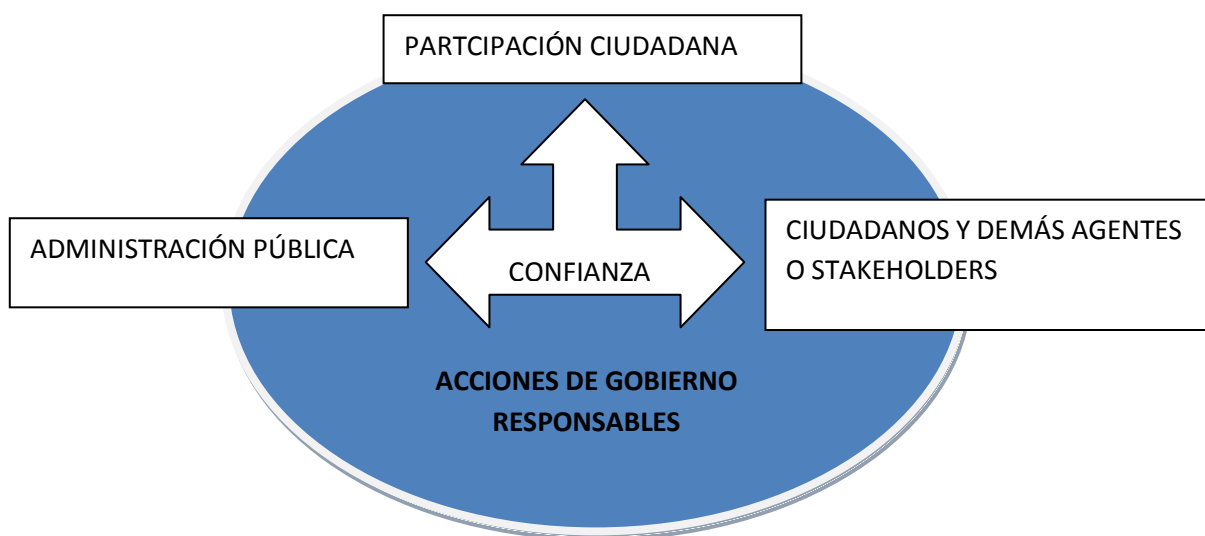 PARTCIPACIÓN CIUDADANA
ADMINISTRACIÓN PÚBLICA
CIUDADANOS Y DEMÁS AGENTES
O STAKEHOLDERS
CONFIANZA
ACCIONES DE GOBIERNO
RESPONSABLES